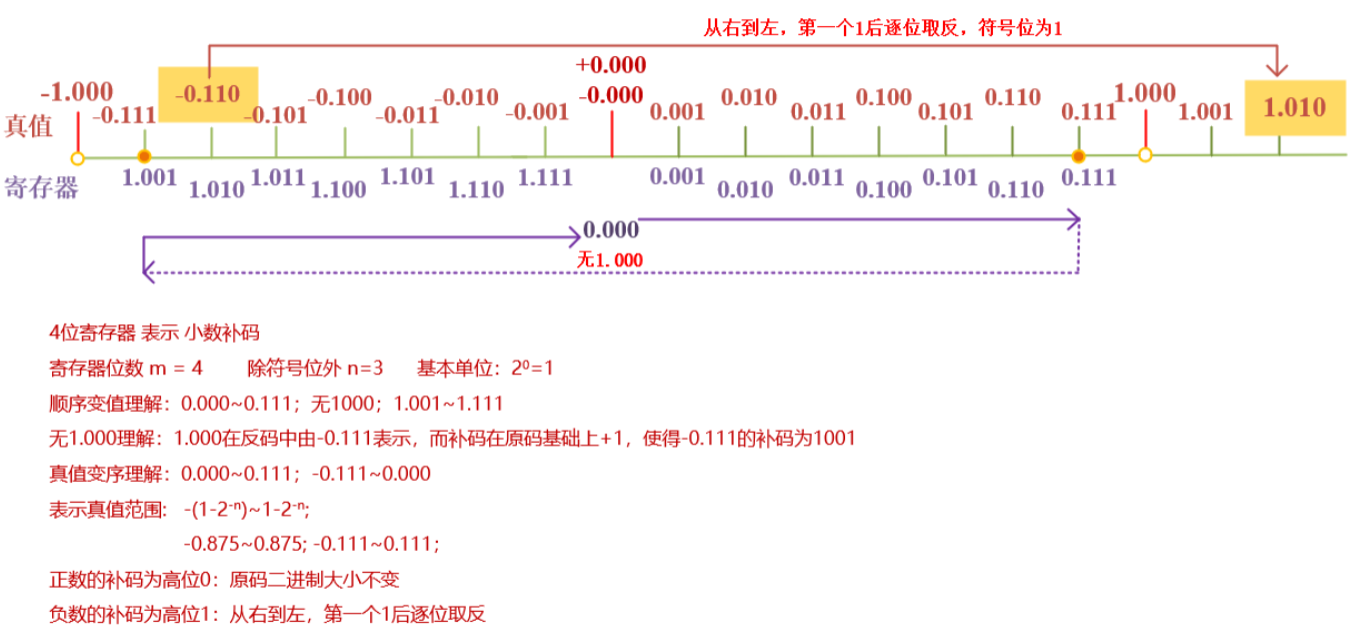 从右到左，第一个1后逐位取反，符号位为1
+0.000
-1.000 -0.110 -0.100 -0.010 -0.000 0.010 0.100 0.110 1.000 1.010
真值 -0.111 -0.101 -0.011 -0.001 0.001 0.011 0.101 0.111 1.001
寄存器 1.001 1.010 1.011 1.100 1.101 1.110 1.111 0.001 0.010 0.011 0.100 0.101 0.110 0.111
0.000
无1.000
4位寄存器 表示 小数补码
寄存器位数 m = 4 除符号位外 n=3 基本单位：2⁰=1
顺序变值理解：0.000~0.111；无1000；1.001~1.111
无1.000理解：1.000在反码中由-0.111表示，而补码在原码基础上+1，使得-0.111的补码为1001
真值变序理解：0.000~0.111；-0.111~0.000
表示真值范围: -(1-2⁻ⁿ)~1-2⁻ⁿ;
-0.875~0.875; -0.111~0.111;
正数的补码为高位0：原码二进制大小不变
负数的补码为高位1：从右到左，第一个1后逐位取反